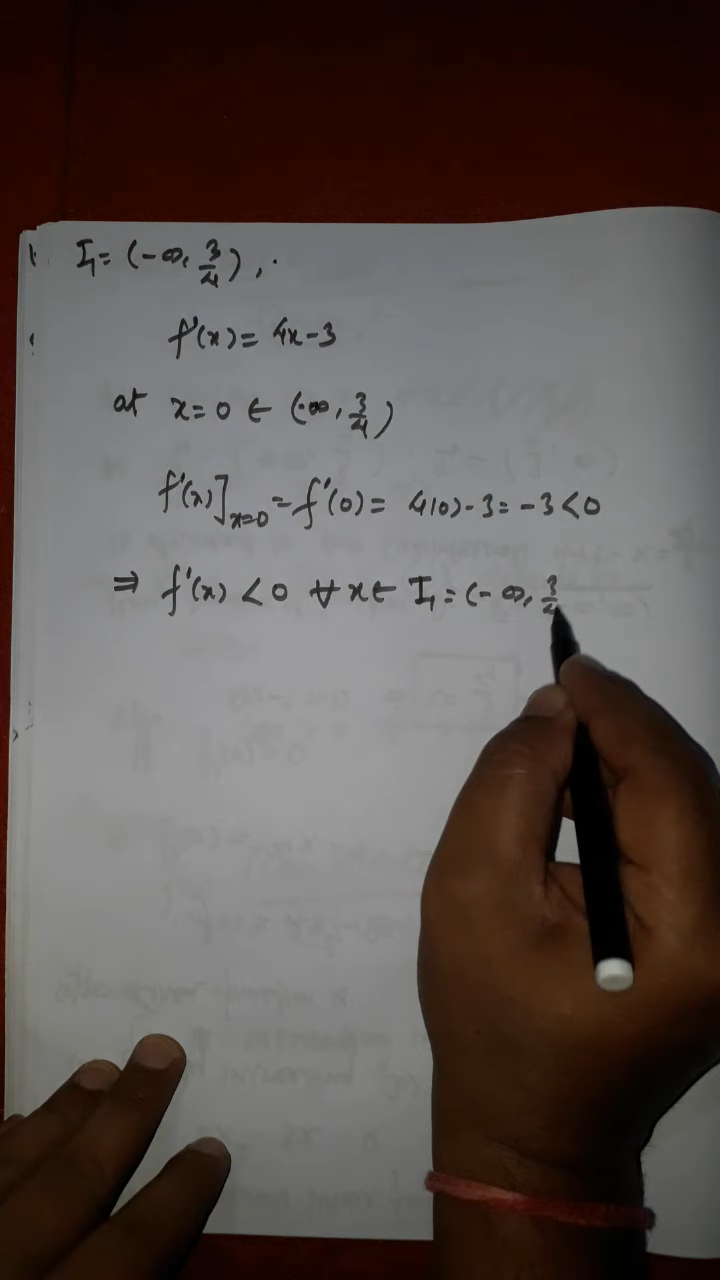 I₁ = (-∞, 3/4), .
f'(x) = 4x-3
at x=0 ∈ (-∞, 3/4)
f'(x)]ₓ₌₀ = f'(0) = 4(0)-3 = -3 < 0
⇒ f'(x) < 0 ∀ x ∈ I₁ = (-∞, 3/4